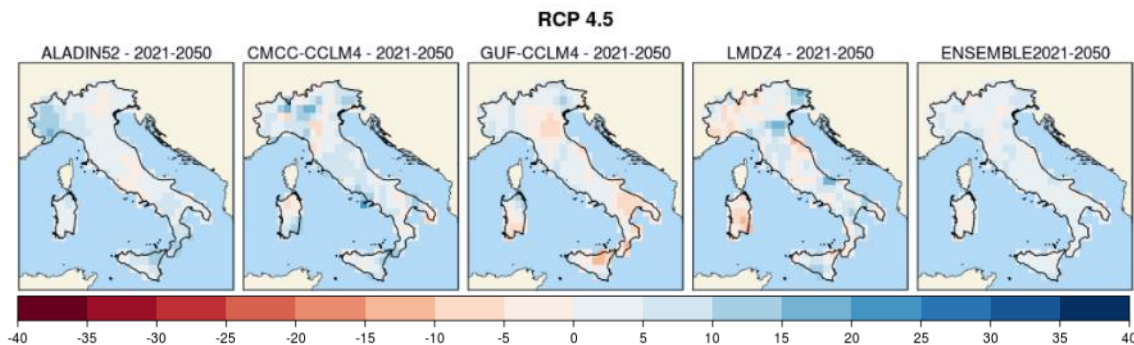 RCP 4.5
ALADIN52 - 2021-2050 CMCC-CCLM4 - 2021-2050 GUF-CCLM4 - 2021-2050 LMDZ4 - 2021-2050 ENSEMBLE2021-2050
-40 -35 -30 -25 -20 -15 -10 -5 0 5 10 15 20 25 30 35 40